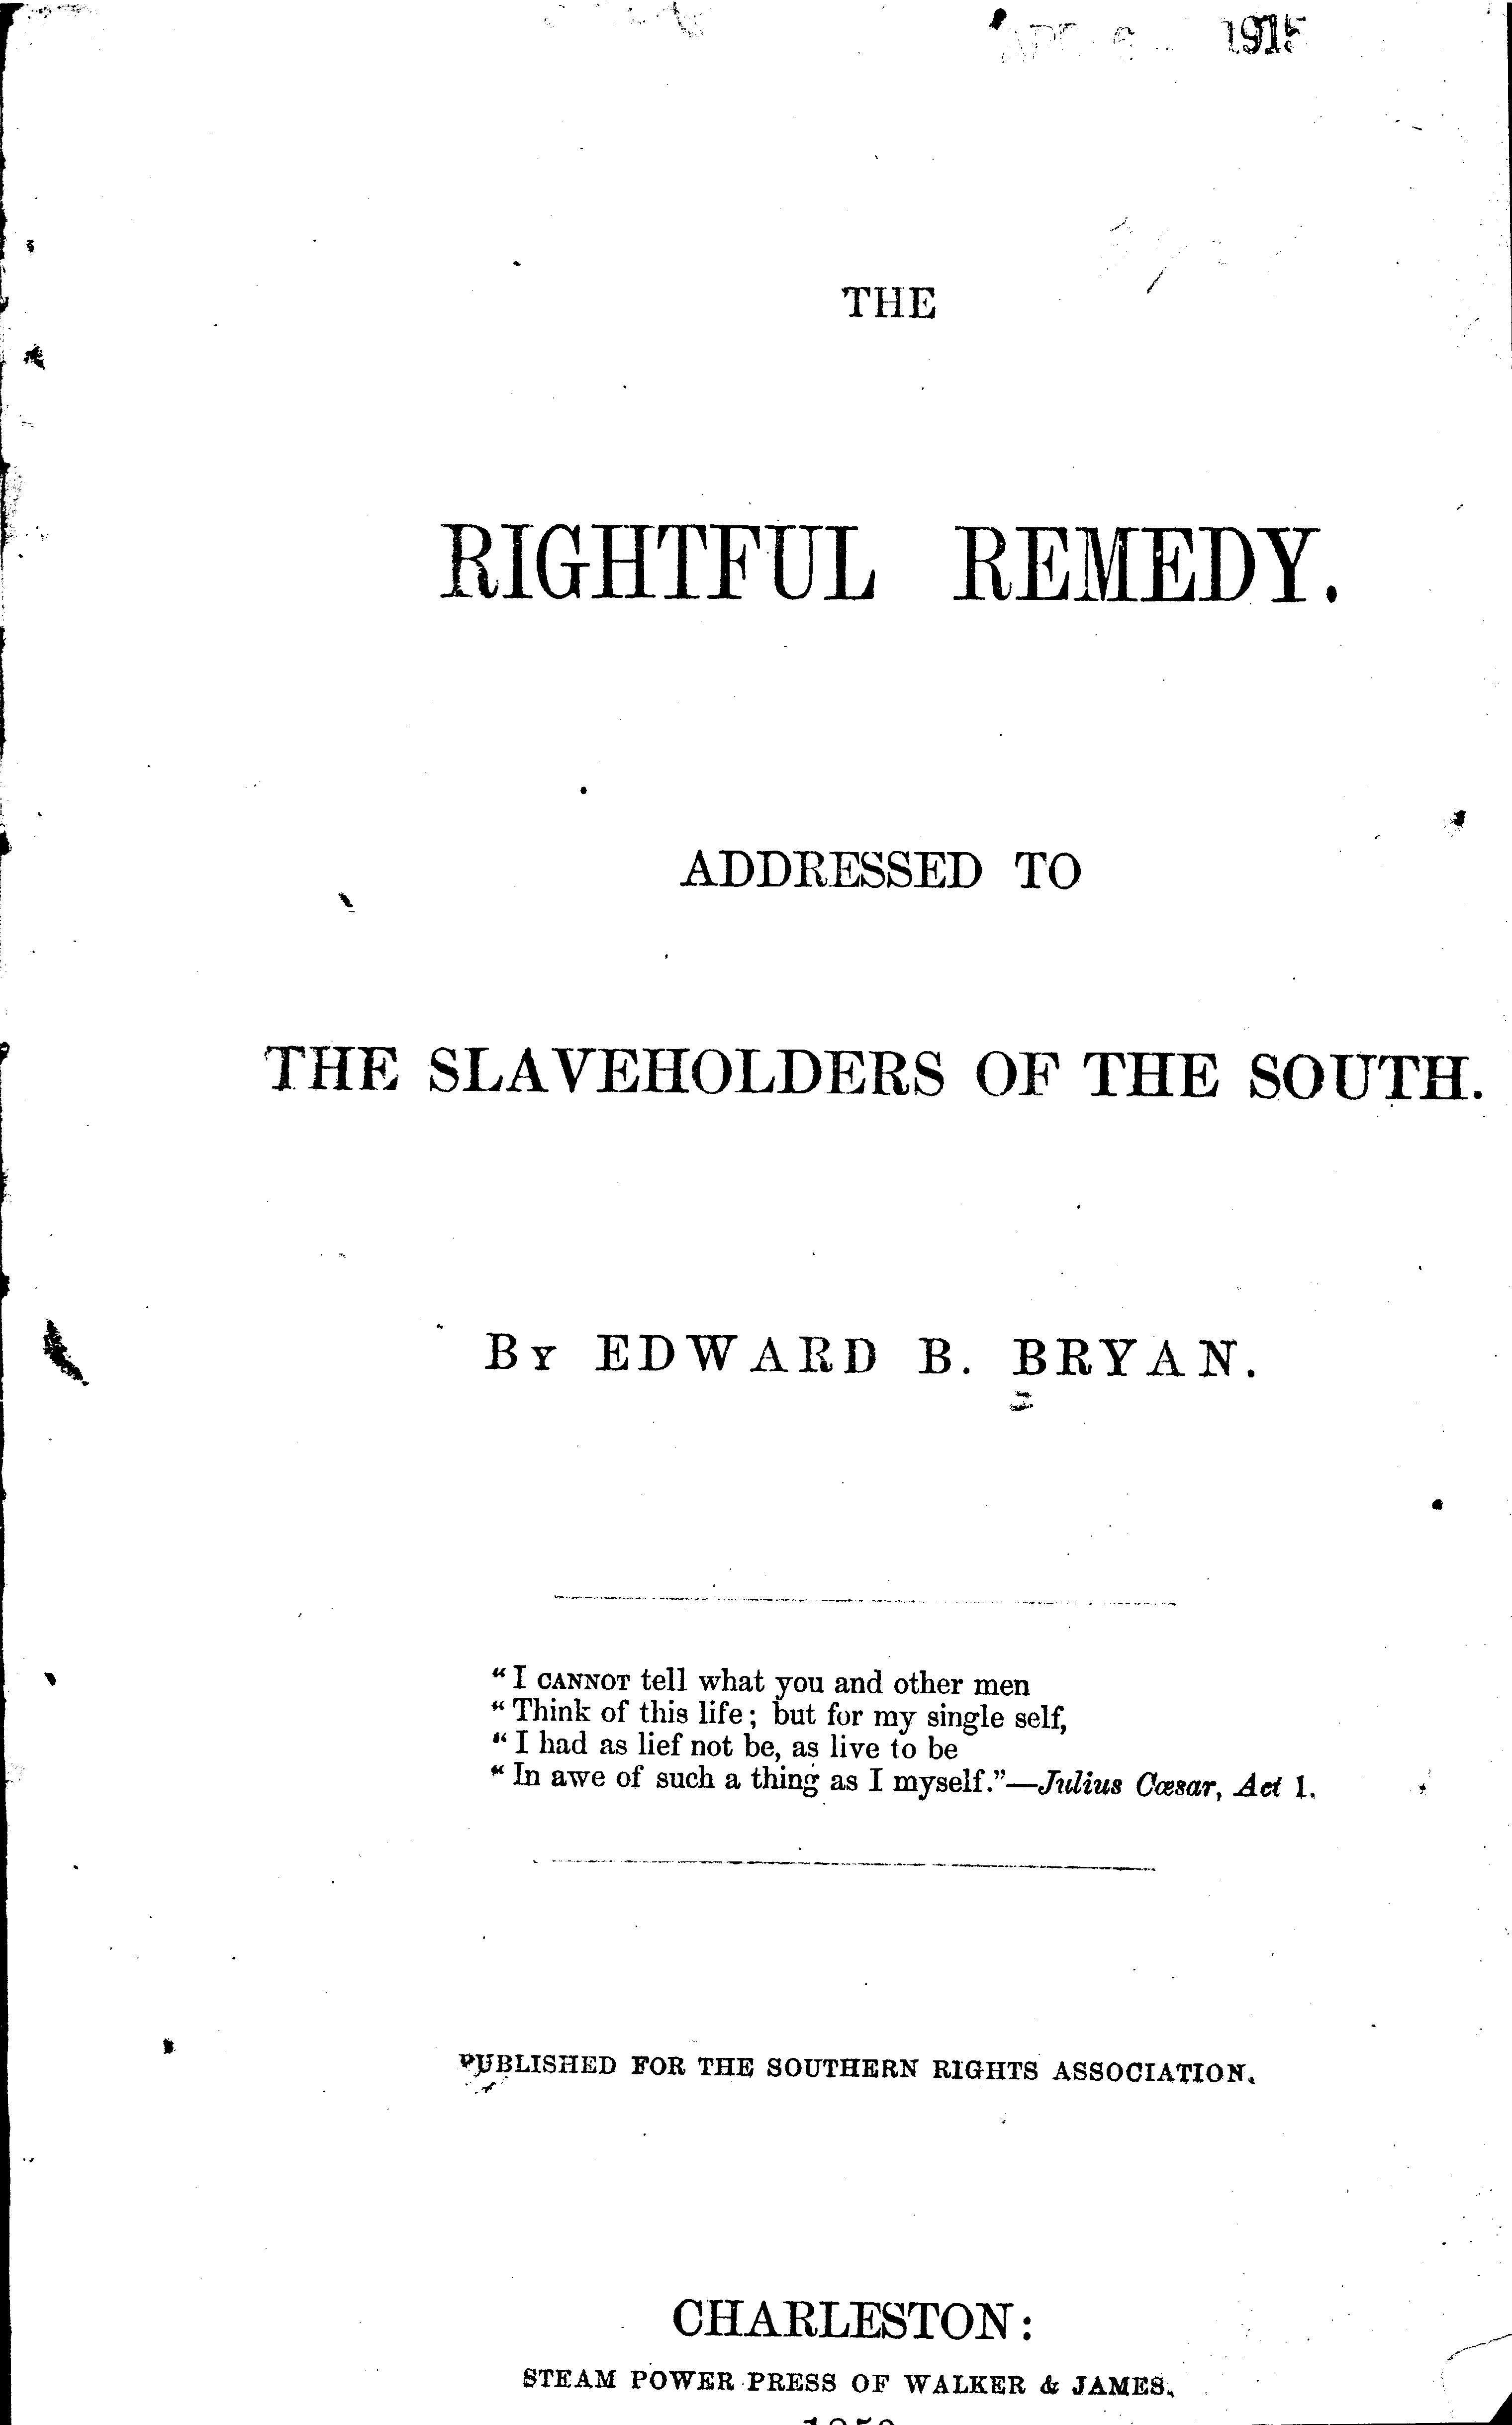 1915
THE
RIGHTFUL REMEDY.
ADDRESSED TO
THE SLAVEHOLDERS OF THE SOUTH.
BY EDWARD B. BRYAN.
“I CANNOT tell what you and other men
“Think of this life; but for my single self,
“I had as lief not be, as live to be
“In awe of such a thing as I myself.”—Julius Cæsar, Act 1.
PUBLISHED FOR THE SOUTHERN RIGHTS ASSOCIATION.
CHARLESTON:
STEAM POWER PRESS OF WALKER & JAMES.